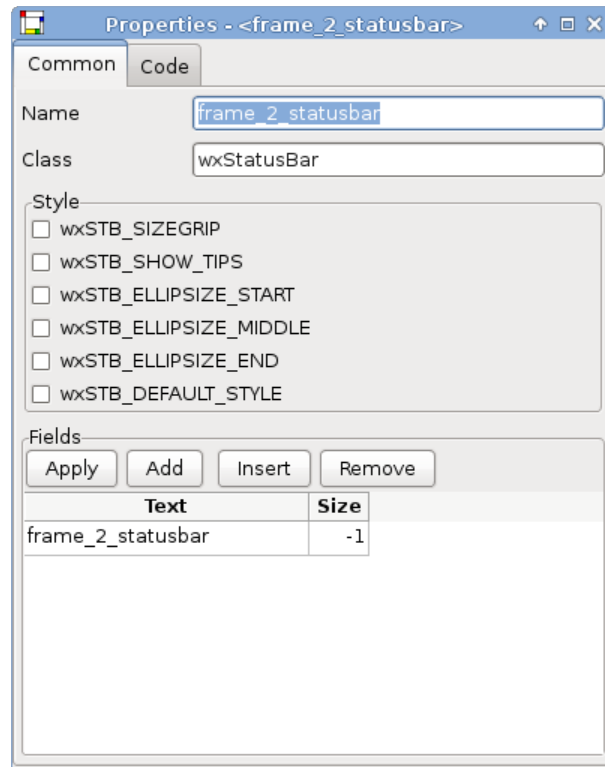 Properties - <frame_2_statusbar>
Common Code
Name frame_2_statusbar
Class wxStatusBar
Style
wxSTB_SIZEGRIP
wxSTB_SHOW_TIPS
wxSTB_ELLIPSIZE_START
wxSTB_ELLIPSIZE_MIDDLE
wxSTB_ELLIPSIZE_END
wxSTB_DEFAULT_STYLE
Fields
Apply Add Insert Remove
Text Size
frame_2_statusbar -1